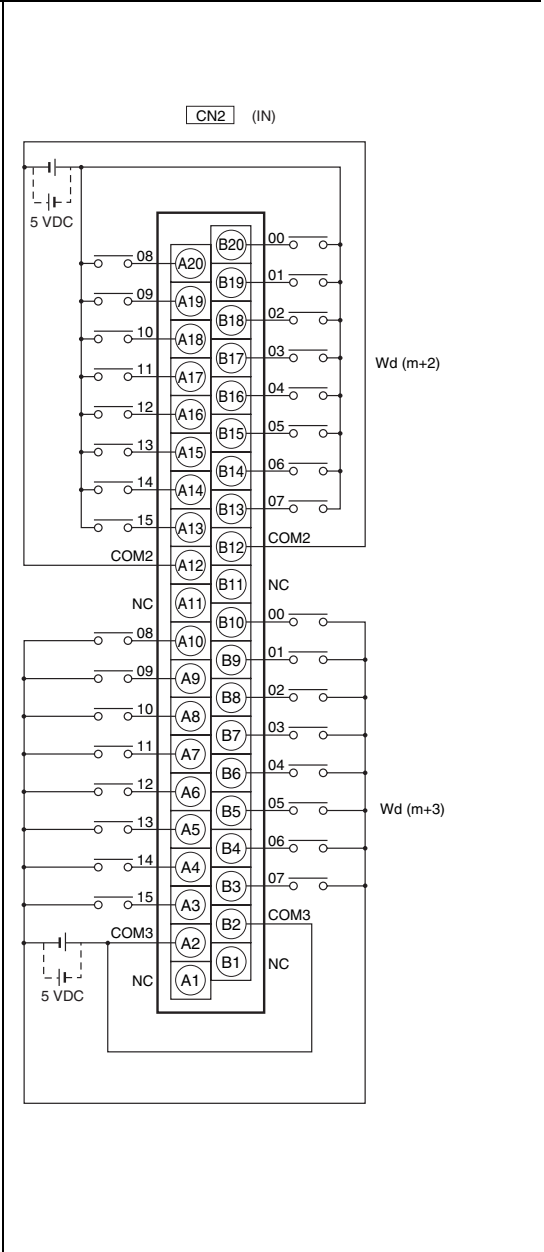 CN2 (IN)
5 VDC
B20 00
08 A20
B19 01
09 A19
B18 02
10 A18
B17 03
Wd (m+2)
11 A17
B16 04
12 A16
B15 05
13 A15
B14 06
14 A14
B13 07
15 A13
B12 COM2
COM2 A12
B11 NC
NC A11
B10 00
08 A10
B9 01
09 A9
B8 02
10 A8
B7 03
11 A7
B6 04
12 A6
B5 05
Wd (m+3)
13 A5
B4 06
14 A4
B3 07
15 A3
B2 COM3
COM3 A2
B1 NC
NC A1
5 VDC